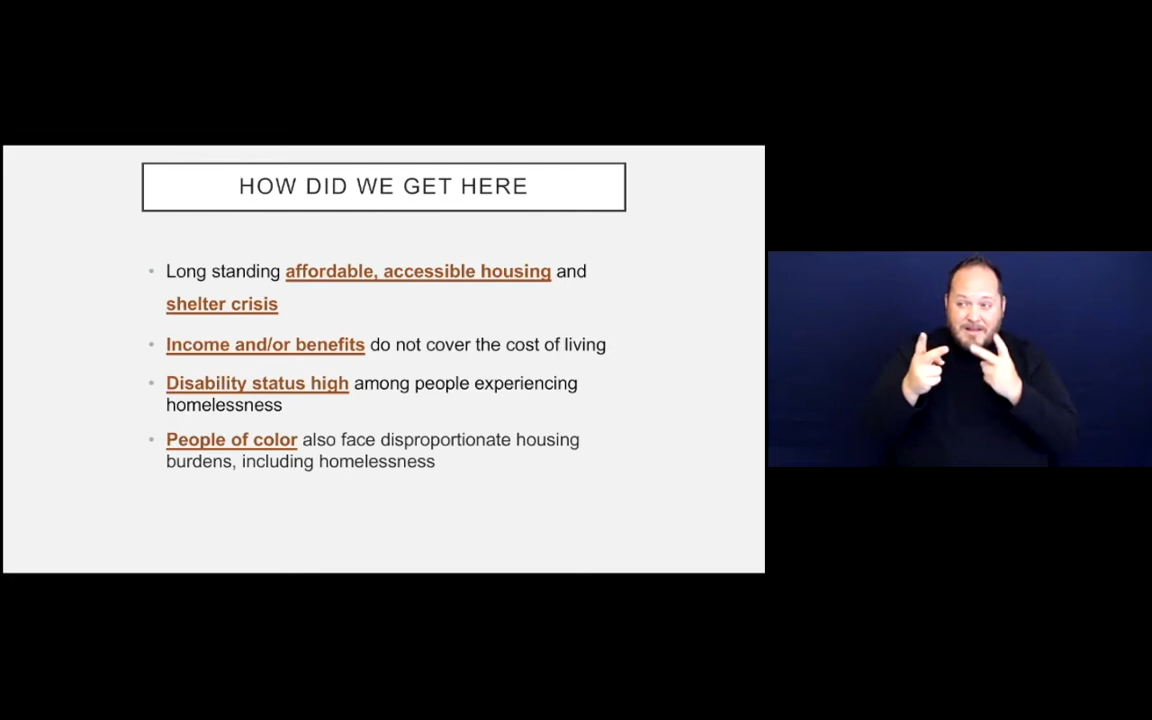 HOW DID WE GET HERE
• Long standing affordable, accessible housing and
shelter crisis
• Income and/or benefits do not cover the cost of living
• Disability status high among people experiencing
homelessness
• People of color also face disproportionate housing
burdens, including homelessness